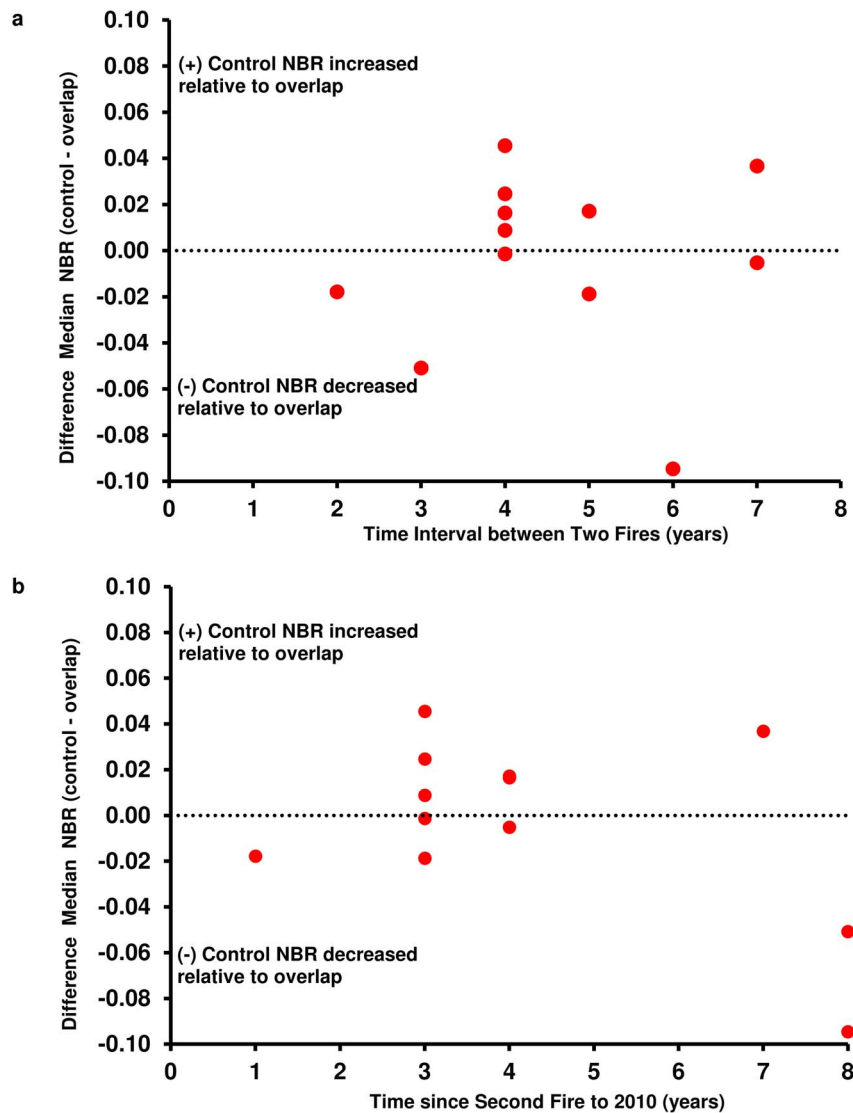 a
0.10
0.08
0.06
0.04
0.02
0.00
-0.02
-0.04
-0.06
-0.08
-0.10
Difference Median NBR (control - overlap)
(+) Control NBR increased
relative to overlap
(-) Control NBR decreased
relative to overlap
0 1 2 3 4 5 6 7 8
Time Interval between Two Fires (years)
b
0.10
0.08
0.06
0.04
0.02
0.00
-0.02
-0.04
-0.06
-0.08
-0.10
Difference Median NBR (control - overlap)
(+) Control NBR increased
relative to overlap
(-) Control NBR decreased
relative to overlap
0 1 2 3 4 5 6 7 8
Time since Second Fire to 2010 (years)